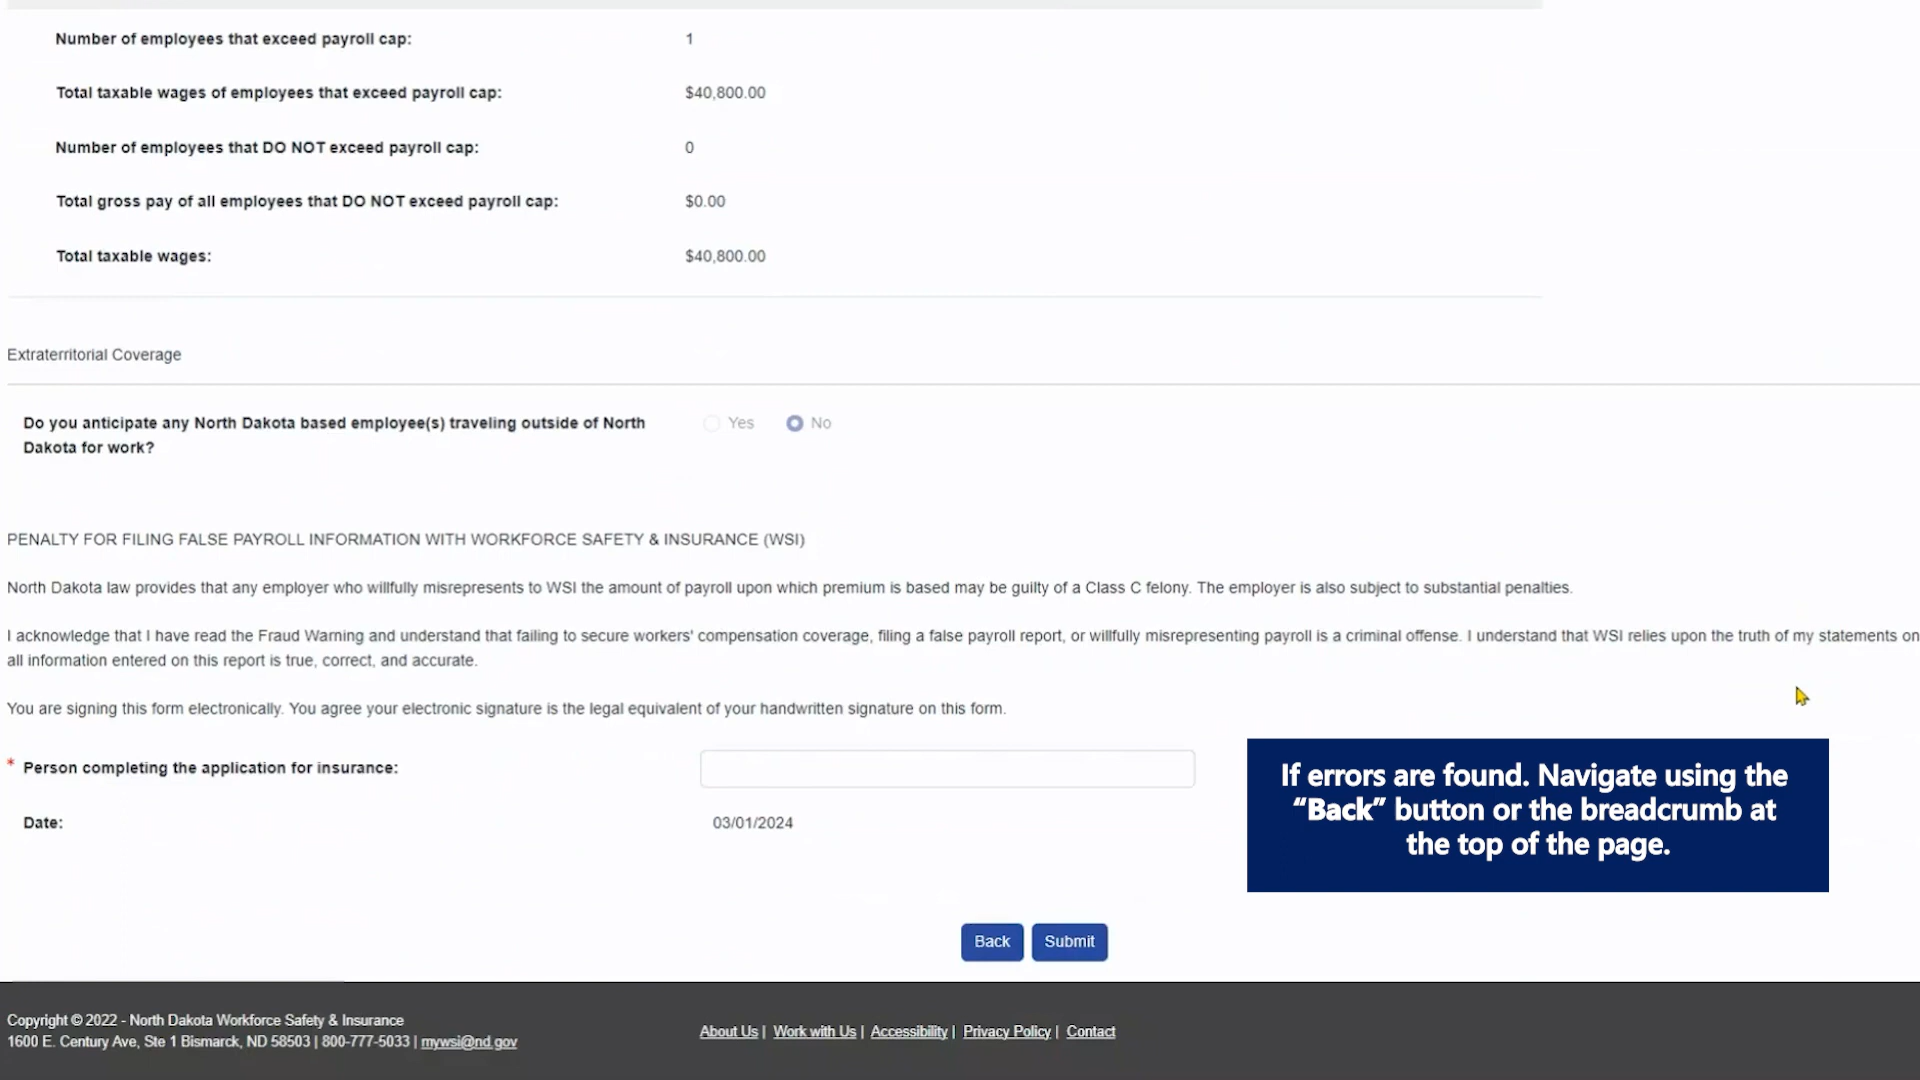 Number of employees that exceed payroll cap: 1
Total taxable wages of employees that exceed payroll cap: $40,800.00
Number of employees that DO NOT exceed payroll cap: 0
Total gross pay of all employees that DO NOT exceed payroll cap: $0.00
Total taxable wages: $40,800.00
Extraterritorial Coverage
Do you anticipate any North Dakota based employee(s) traveling outside of North Yes No
Dakota for work?
PENALTY FOR FILING FALSE PAYROLL INFORMATION WITH WORKFORCE SAFETY & INSURANCE (WSI)
North Dakota law provides that any employer who willfully misrepresents to WSI the amount of payroll upon which premium is based may be guilty of a Class C felony. The employer is also subject to substantial penalties.
I acknowledge that I have read the Fraud Warning and understand that failing to secure workers' compensation coverage, filing a false payroll report, or willfully misrepresenting payroll is a criminal offense. I understand that WSI relies upon the truth of my statements on
all information entered on this report is true, correct, and accurate.
You are signing this form electronically. You agree your electronic signature is the legal equivalent of your handwritten signature on this form.
* Person completing the application for insurance:
Date: 03/01/2024
If errors are found. Navigate using the
“Back” button or the breadcrumb at
the top of the page.
Back Submit
Copyright © 2022 - North Dakota Workforce Safety & Insurance
1600 E. Century Ave, Ste 1 Bismarck, ND 58503 | 800-777-5033 | mywsi@nd.gov
About Us | Work with Us | Accessibility | Privacy Policy | Contact